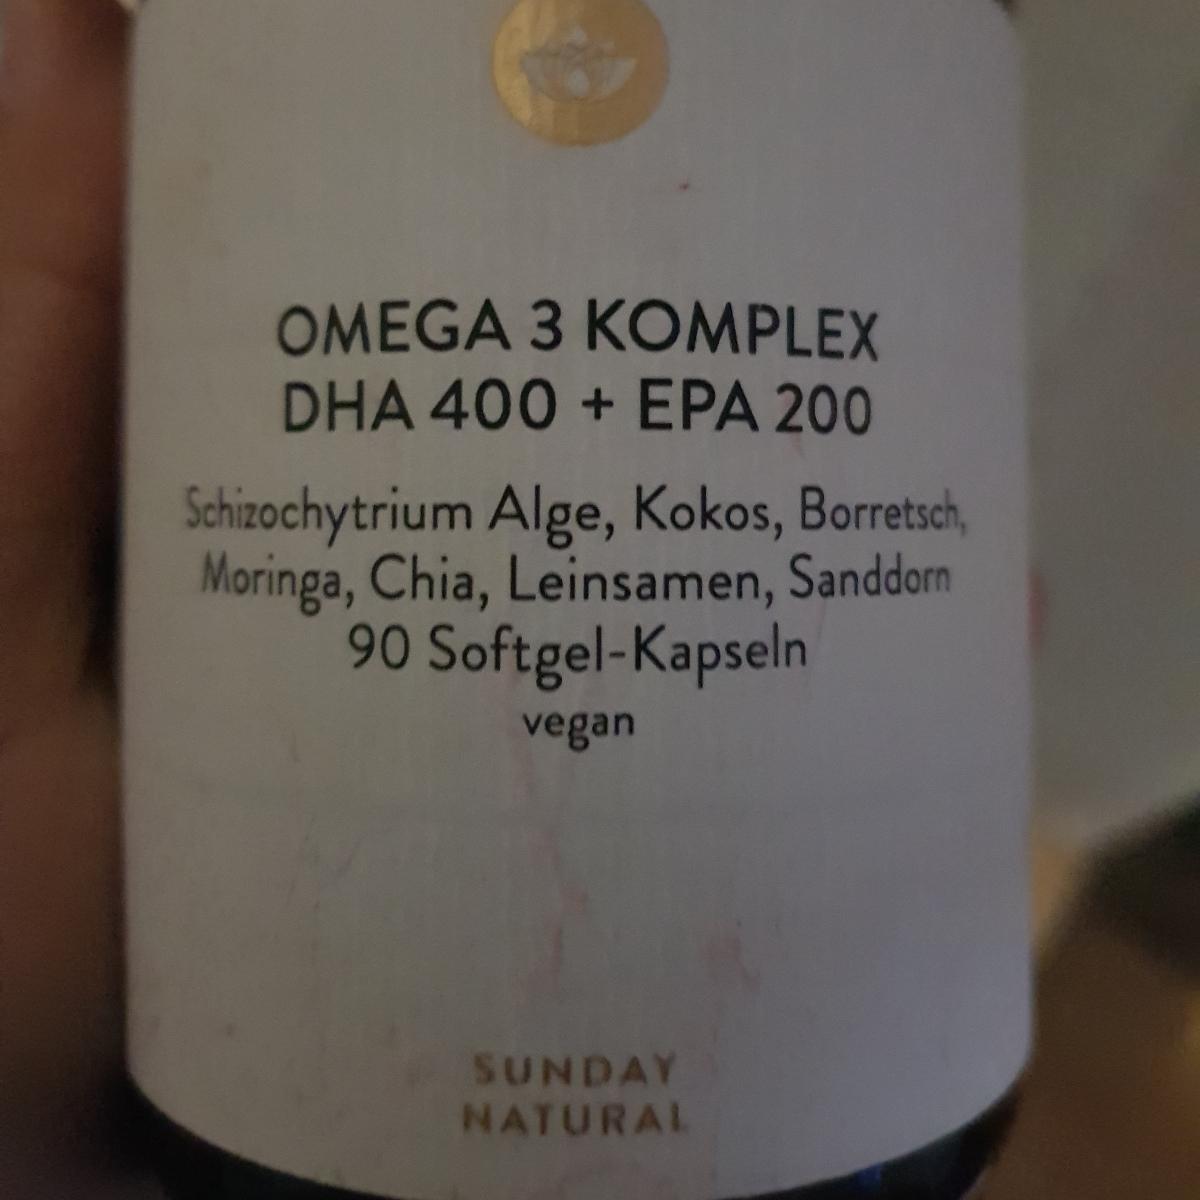 OMEGA 3 KOMPLEX
DHA 400 + EPA 200
Schizochytrium Alge, Kokos, Borretsch,
Moringa, Chia, Leinsamen, Sanddorn
90 Softgel-Kapseln
vegan
SUNDAY
NATURAL